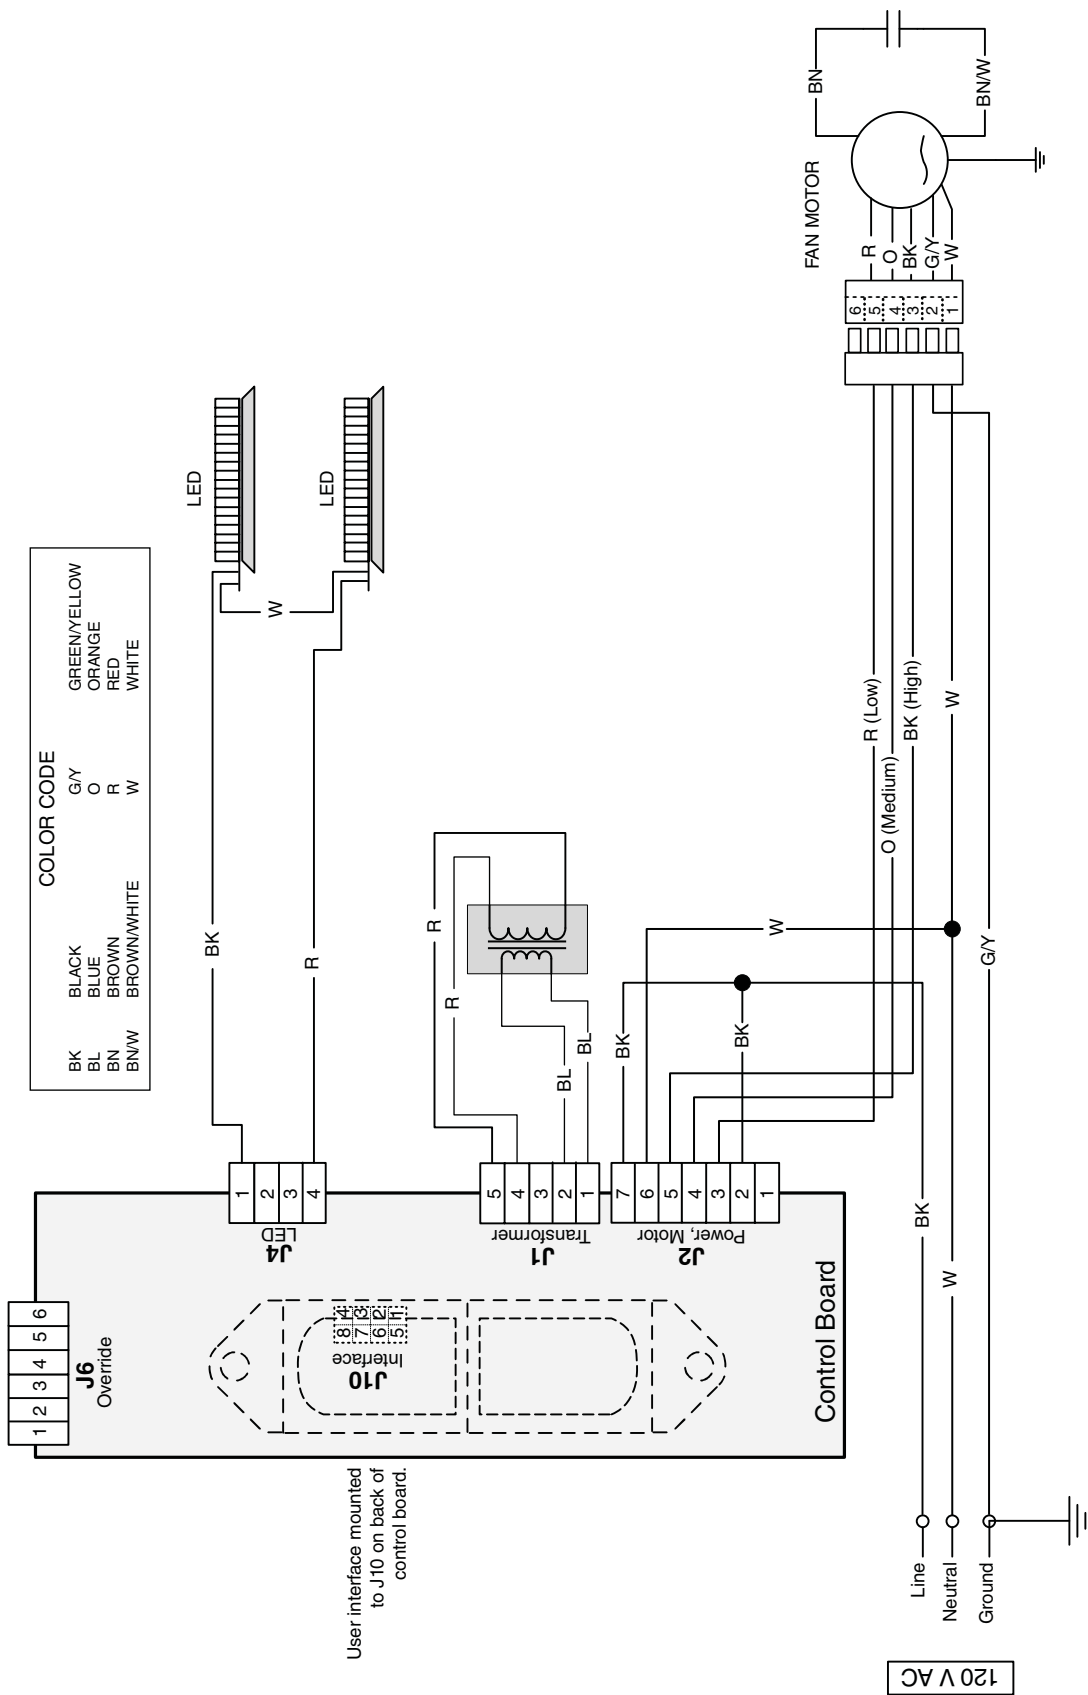 COLOR CODE
BK BLACK G/Y GREEN/YELLOW
BL BLUE O ORANGE
BN BROWN R RED
BN/W BROWN/WHITE W WHITE
1 2 3 4 5 6
J6
Override
User interface mounted
to J10 on back of
control board.
J10
Interface
8 7 6 5
4 3 2 1
Control Board
J4
LED
1
2
3
4
J1
Transformer
5
4
3
2
1
J2
Power, Motor
7
6
5
4
3
2
1
BK
R
W
LED
LED
R
R
BL
BL
BK
BK
W
R (Low)
O (Medium)
BK (High)
W
G/Y
BK
W
Line
Neutral
Ground
120 V AC
6
5
4
3
2
1
R
O
BK
G/Y
W
FAN MOTOR
BN
BN/W